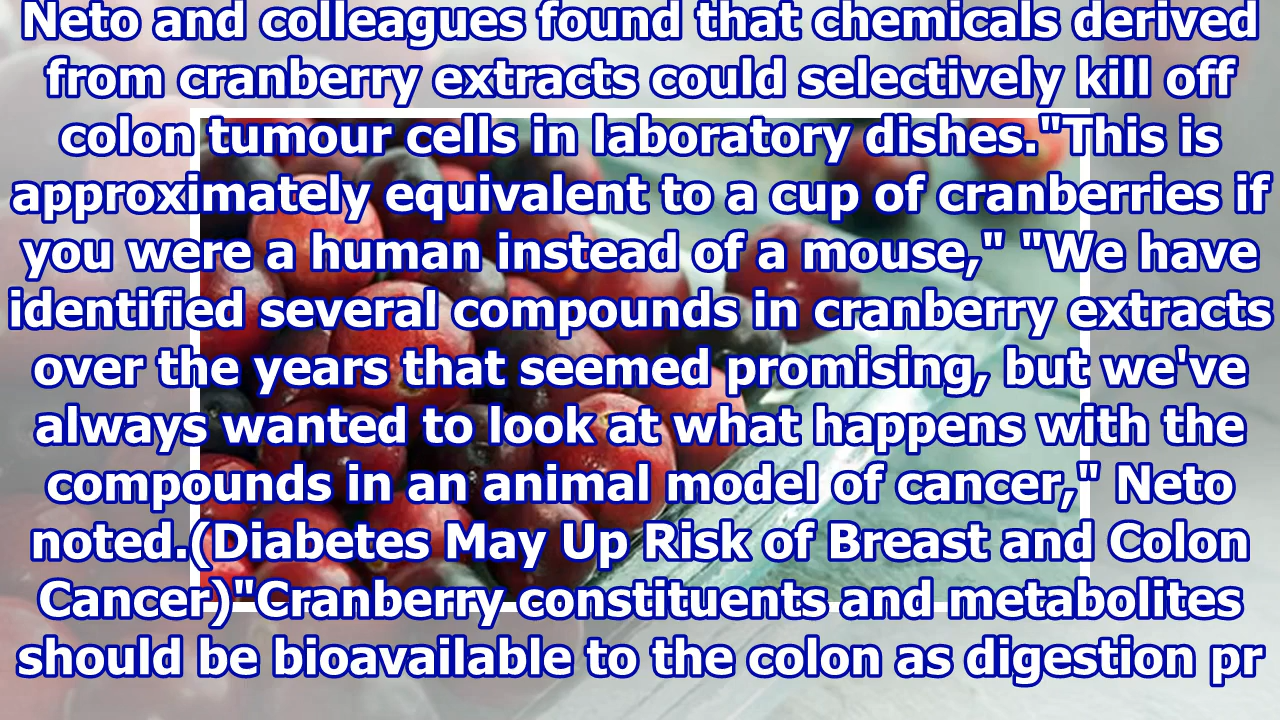 Neto and colleagues found that chemicals derived
from cranberry extracts could selectively kill off
colon tumour cells in laboratory dishes."This is
approximately equivalent to a cup of cranberries if
you were a human instead of a mouse," "We have
identified several compounds in cranberry extracts
over the years that seemed promising, but we've
always wanted to look at what happens with the
compounds in an animal model of cancer," Neto
noted.(Diabetes May Up Risk of Breast and Colon
Cancer)"Cranberry constituents and metabolites
should be bioavailable to the colon as digestion pr